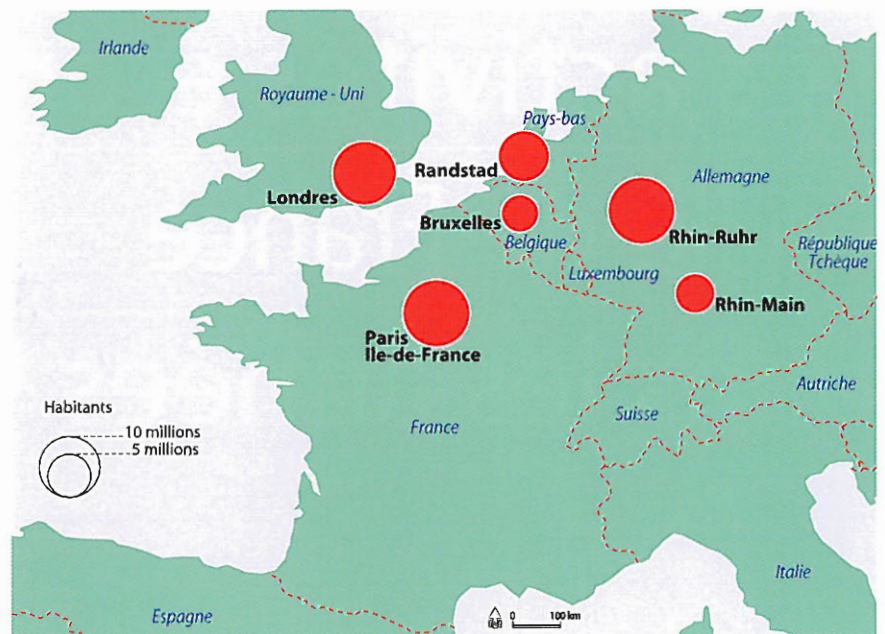 Irlande
Royaume - Uni
Pays-bas
Randstad
Allemagne
Londres
Bruxelles
Rhin-Ruhr
Belgique
République
Tchèque
Luxembourg
Rhin-Main
Paris
Ile-de-France
Autriche
Habitants
Suisse
France
10 millions
5 millions
Italie
Espagne
0 100 km